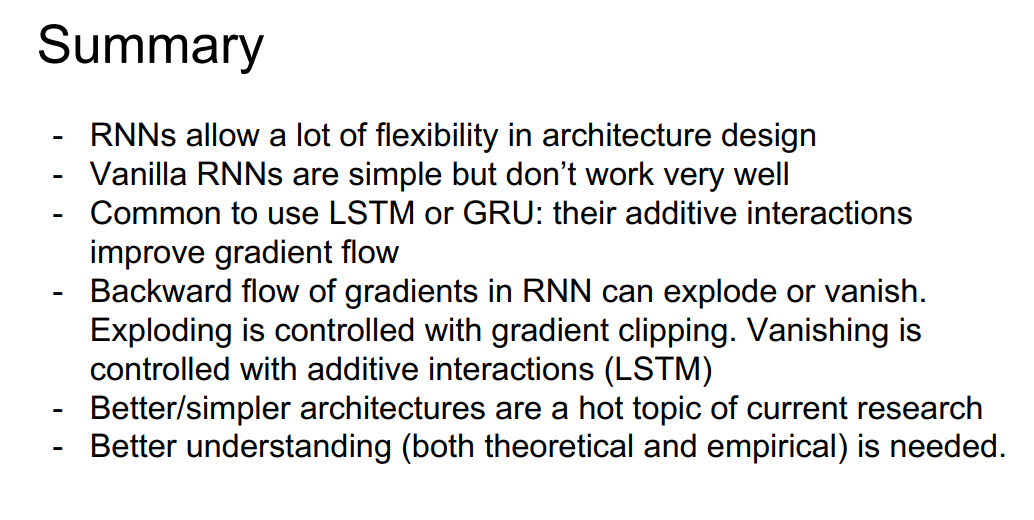 Summary
- RNNs allow a lot of flexibility in architecture design
- Vanilla RNNs are simple but don’t work very well
- Common to use LSTM or GRU: their additive interactions
improve gradient flow
- Backward flow of gradients in RNN can explode or vanish.
Exploding is controlled with gradient clipping. Vanishing is
controlled with additive interactions (LSTM)
- Better/simpler architectures are a hot topic of current research
- Better understanding (both theoretical and empirical) is needed.